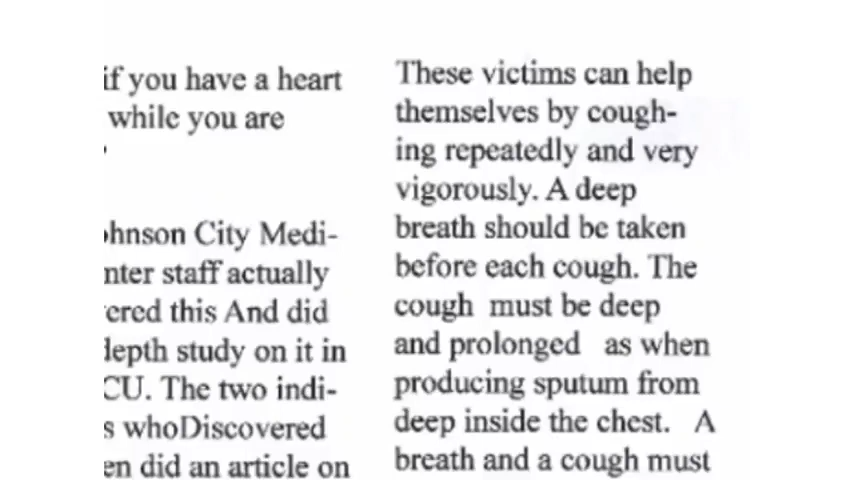 if you have a heart
while you are
hnson City Medi-
nter staff actually
ered this And did
depth study on it in
CU. The two indi-
s whoDiscovered
en did an article on
These victims can help
themselves by cough-
ing repeatedly and very
vigorously. A deep
breath should be taken
before each cough. The
cough must be deep
and prolonged as when
producing sputum from
deep inside the chest. A
breath and a cough must